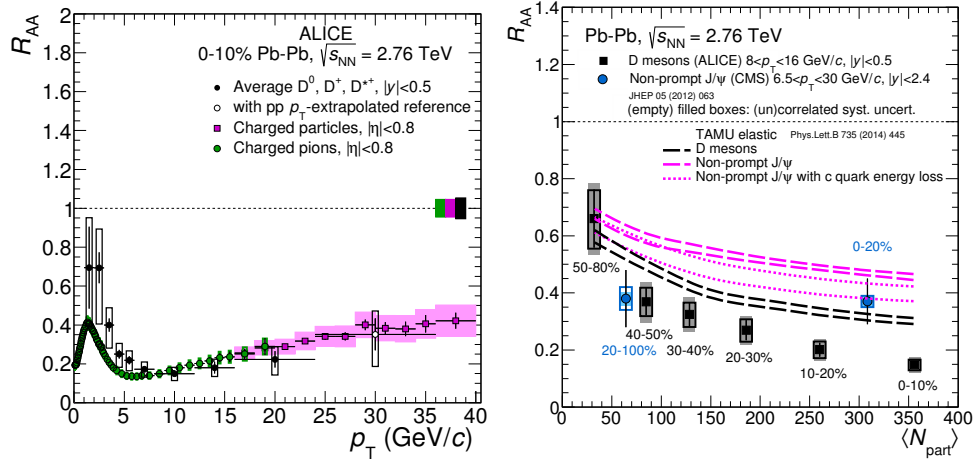 R_AA
2
1.8
1.6
1.4
1.2
1
0.8
0.6
0.4
0.2
0
ALICE
0-10% Pb-Pb, √s_NN = 2.76 TeV
Average D^0, D^+, D^*+, |y|<0.5
with pp p_T-extrapolated reference
Charged particles, |η|<0.8
Charged pions, |η|<0.8
0 5 10 15 20 25 30 35 40
p_T (GeV/c)
R_AA
1.4
1.2
1
0.8
0.6
0.4
0.2
Pb-Pb, √s_NN = 2.76 TeV
D mesons (ALICE) 8<p_T<16 GeV/c, |y|<0.5
Non-prompt J/ψ (CMS) 6.5<p_T<30 GeV/c, |y|<2.4
JHEP 05 (2012) 063
(empty) filled boxes: (un)correlated syst. uncert.
TAMU elastic Phys.Lett.B 735 (2014) 445
D mesons
Non-prompt J/ψ
Non-prompt J/ψ with c quark energy loss
0-20%
50-80%
40-50%
20-100%
30-40%
20-30%
10-20%
0-10%
0 50 100 150 200 250 300 350 400
⟨N_part⟩